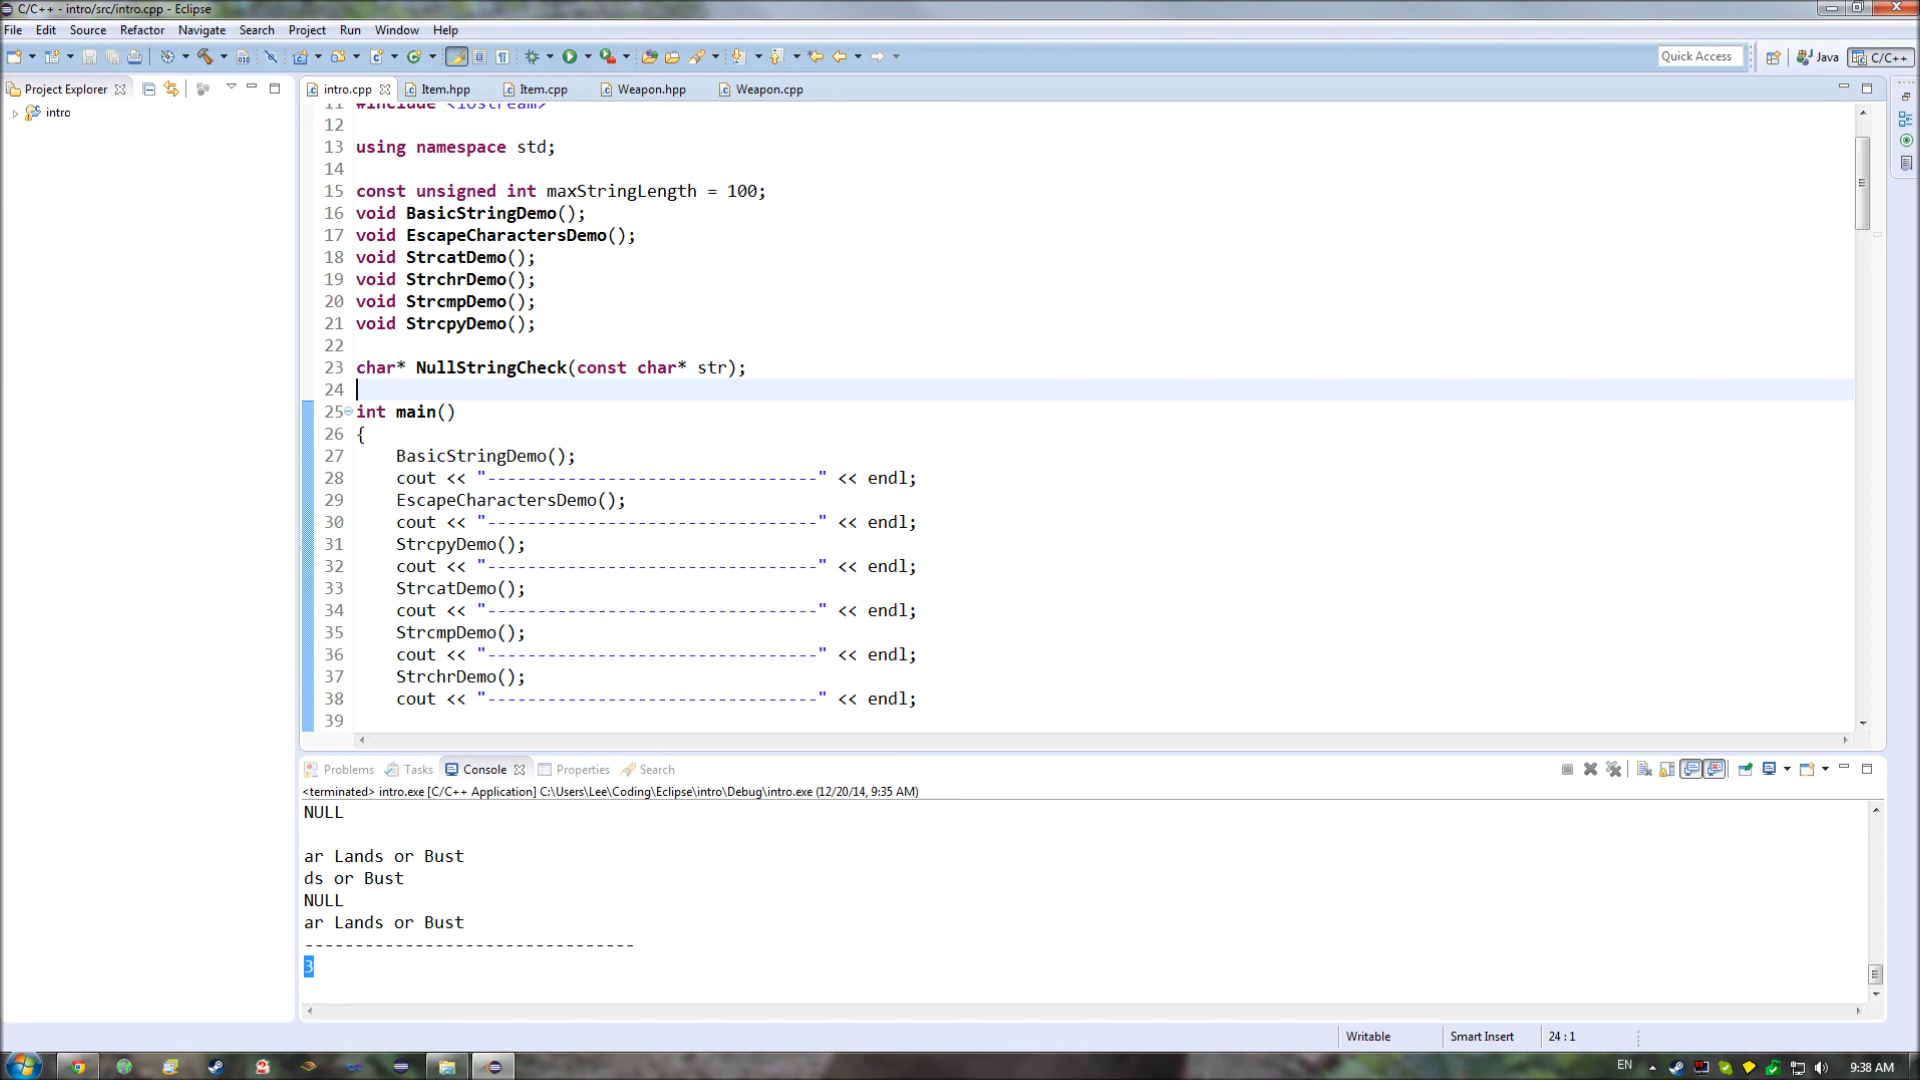 C/C++ - intro/src/intro.cpp - Eclipse
File Edit Source Refactor Navigate Search Project Run Window Help
Quick Access Java C/C++
Project Explorer
intro
intro.cpp Item.hpp Item.cpp Weapon.hpp Weapon.cpp
11 #include <iostream>
12
13 using namespace std;
14
15 const unsigned int maxStringLength = 100;
16 void BasicStringDemo();
17 void EscapeCharactersDemo();
18 void StrcatDemo();
19 void StrchrDemo();
20 void StrcmpDemo();
21 void StrcpyDemo();
22
23 char* NullStringCheck(const char* str);
24
25 int main()
26 {
27 BasicStringDemo();
28 cout << "---------------------------------" << endl;
29 EscapeCharactersDemo();
30 cout << "---------------------------------" << endl;
31 StrcpyDemo();
32 cout << "---------------------------------" << endl;
33 StrcatDemo();
34 cout << "---------------------------------" << endl;
35 StrcmpDemo();
36 cout << "---------------------------------" << endl;
37 StrchrDemo();
38 cout << "---------------------------------" << endl;
39
Problems Tasks Console Properties Search
<terminated> intro.exe [C/C++ Application] C:\Users\Lee\Coding\Eclipse\intro\Debug\intro.exe (12/20/14, 9:35 AM)
NULL
ar Lands or Bust
ds or Bust
NULL
ar Lands or Bust
---------------------------------
3
Writable Smart Insert 24 : 1
EN 9:38 AM